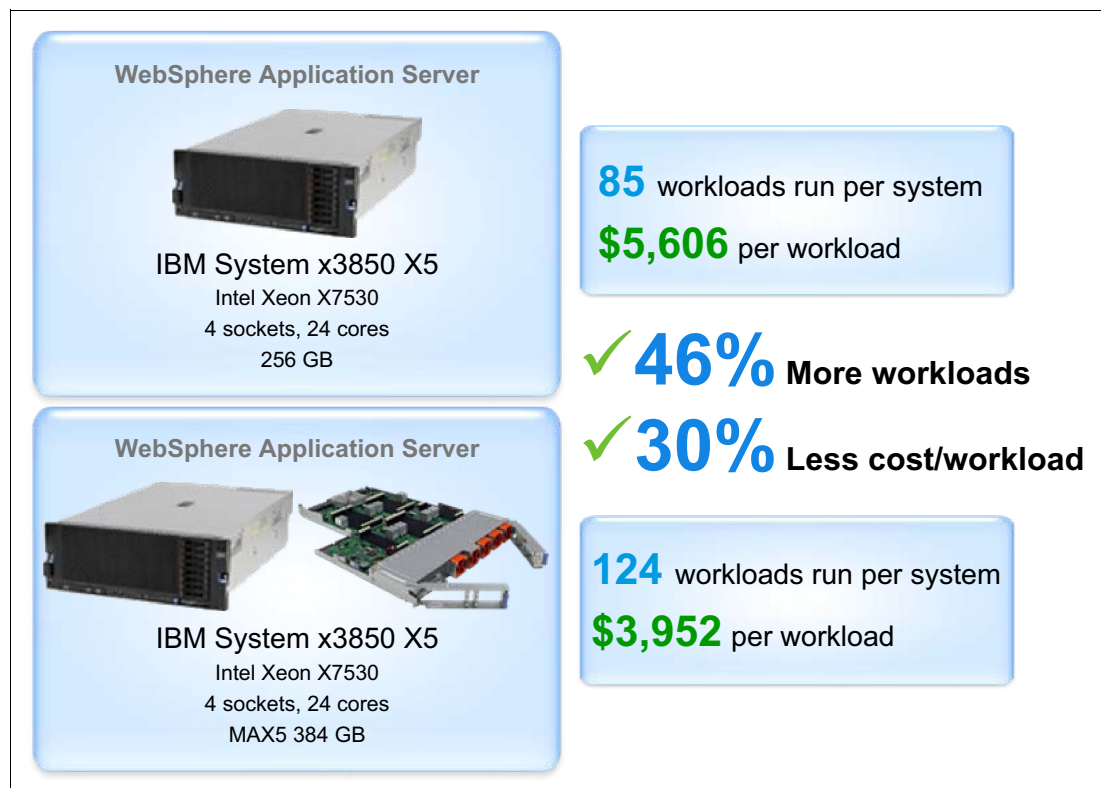 WebSphere Application Server
IBM System x3850 X5
Intel Xeon X7530
4 sockets, 24 cores
256 GB
85 workloads run per system
$5,606 per workload
✓46% More workloads
✓30% Less cost/workload
WebSphere Application Server
IBM System x3850 X5
Intel Xeon X7530
4 sockets, 24 cores
MAX5 384 GB
124 workloads run per system
$3,952 per workload